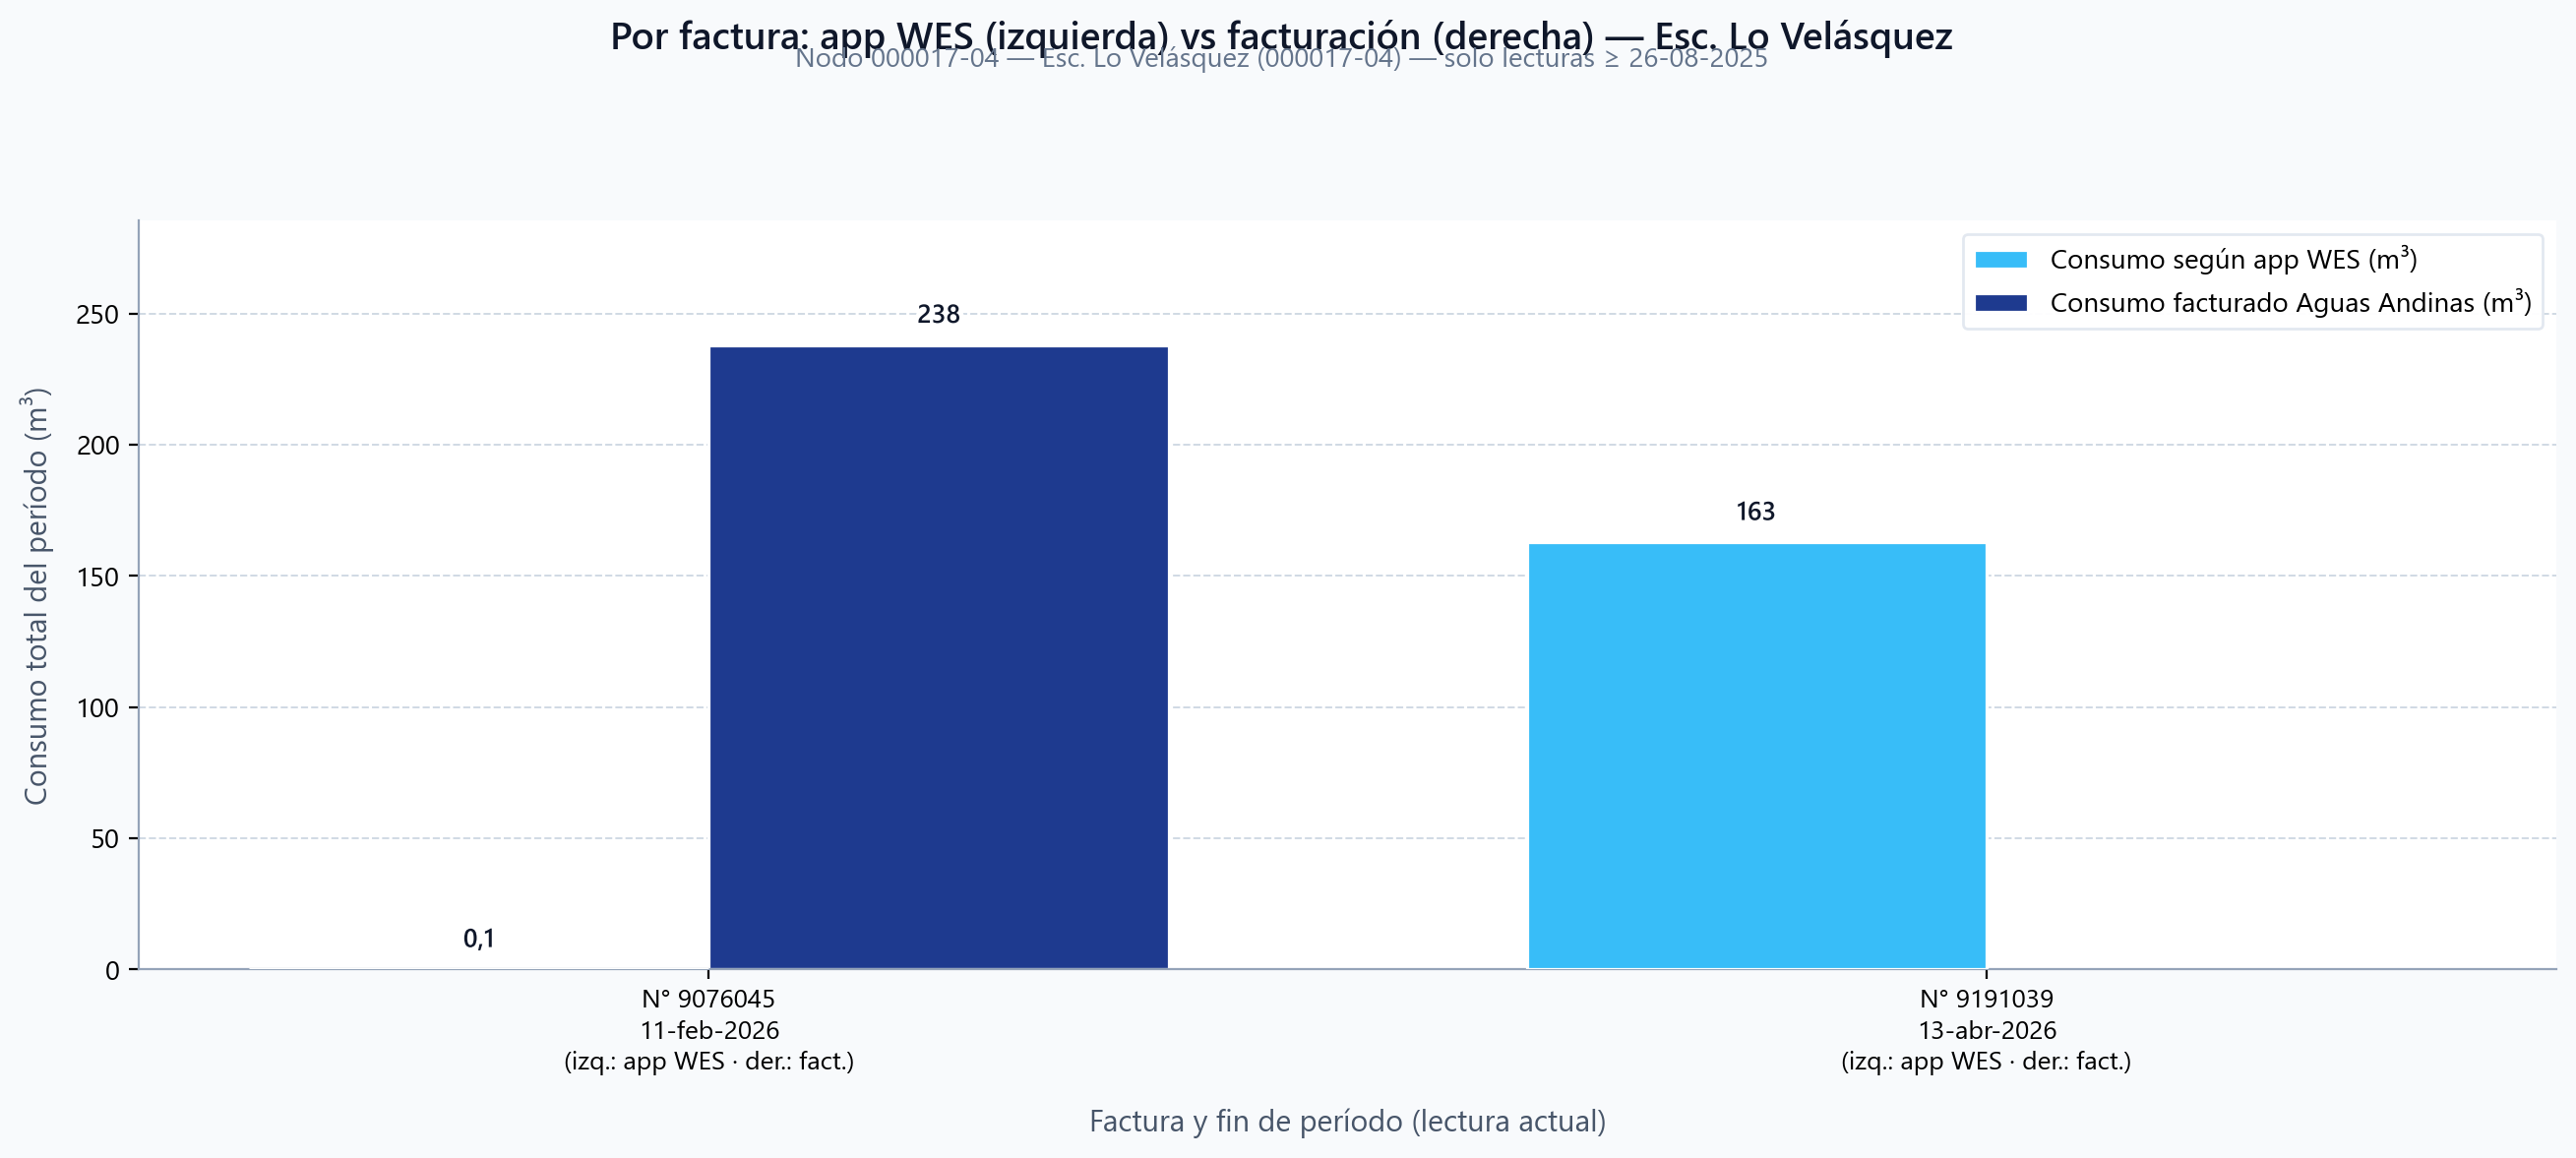 Por factura: app WES (izquierda) vs facturación (derecha) — Esc. Lo Velásquez
Nodo 000017-04 — Esc. Lo Velásquez (000017-04) — solo lecturas ≥ 26-08-2025
Consumo según app WES (m³)
Consumo facturado Aguas Andinas (m³)
Consumo total del período (m³)
250
200
150
100
50
0
238
163
0,1
N° 9076045
11-feb-2026
(izq.: app WES · der.: fact.)
N° 9191039
13-abr-2026
(izq.: app WES · der.: fact.)
Factura y fin de período (lectura actual)